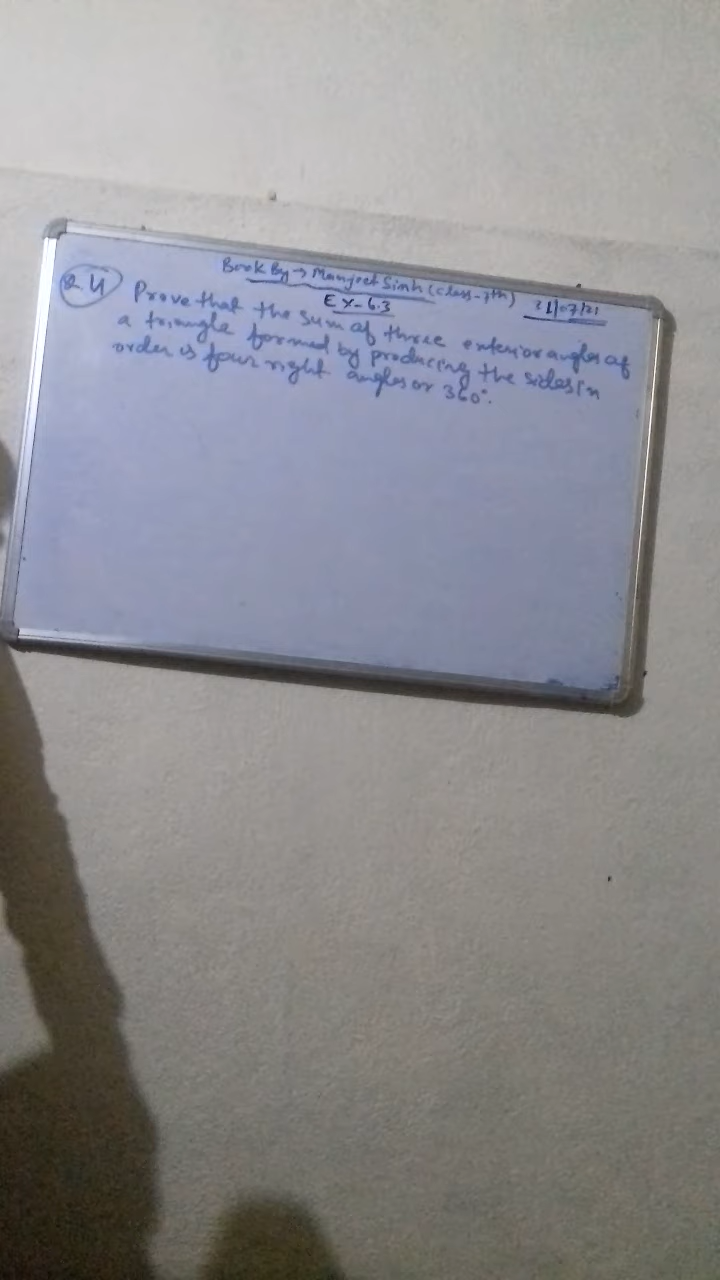 Book By → Manjeet Sinh (class-7th) 31/07/21
Ex-6.3
Q.4 Prove that the sum of three exterior angles of
a triangle formed by producing the sides in
order is four right angles or 360°.